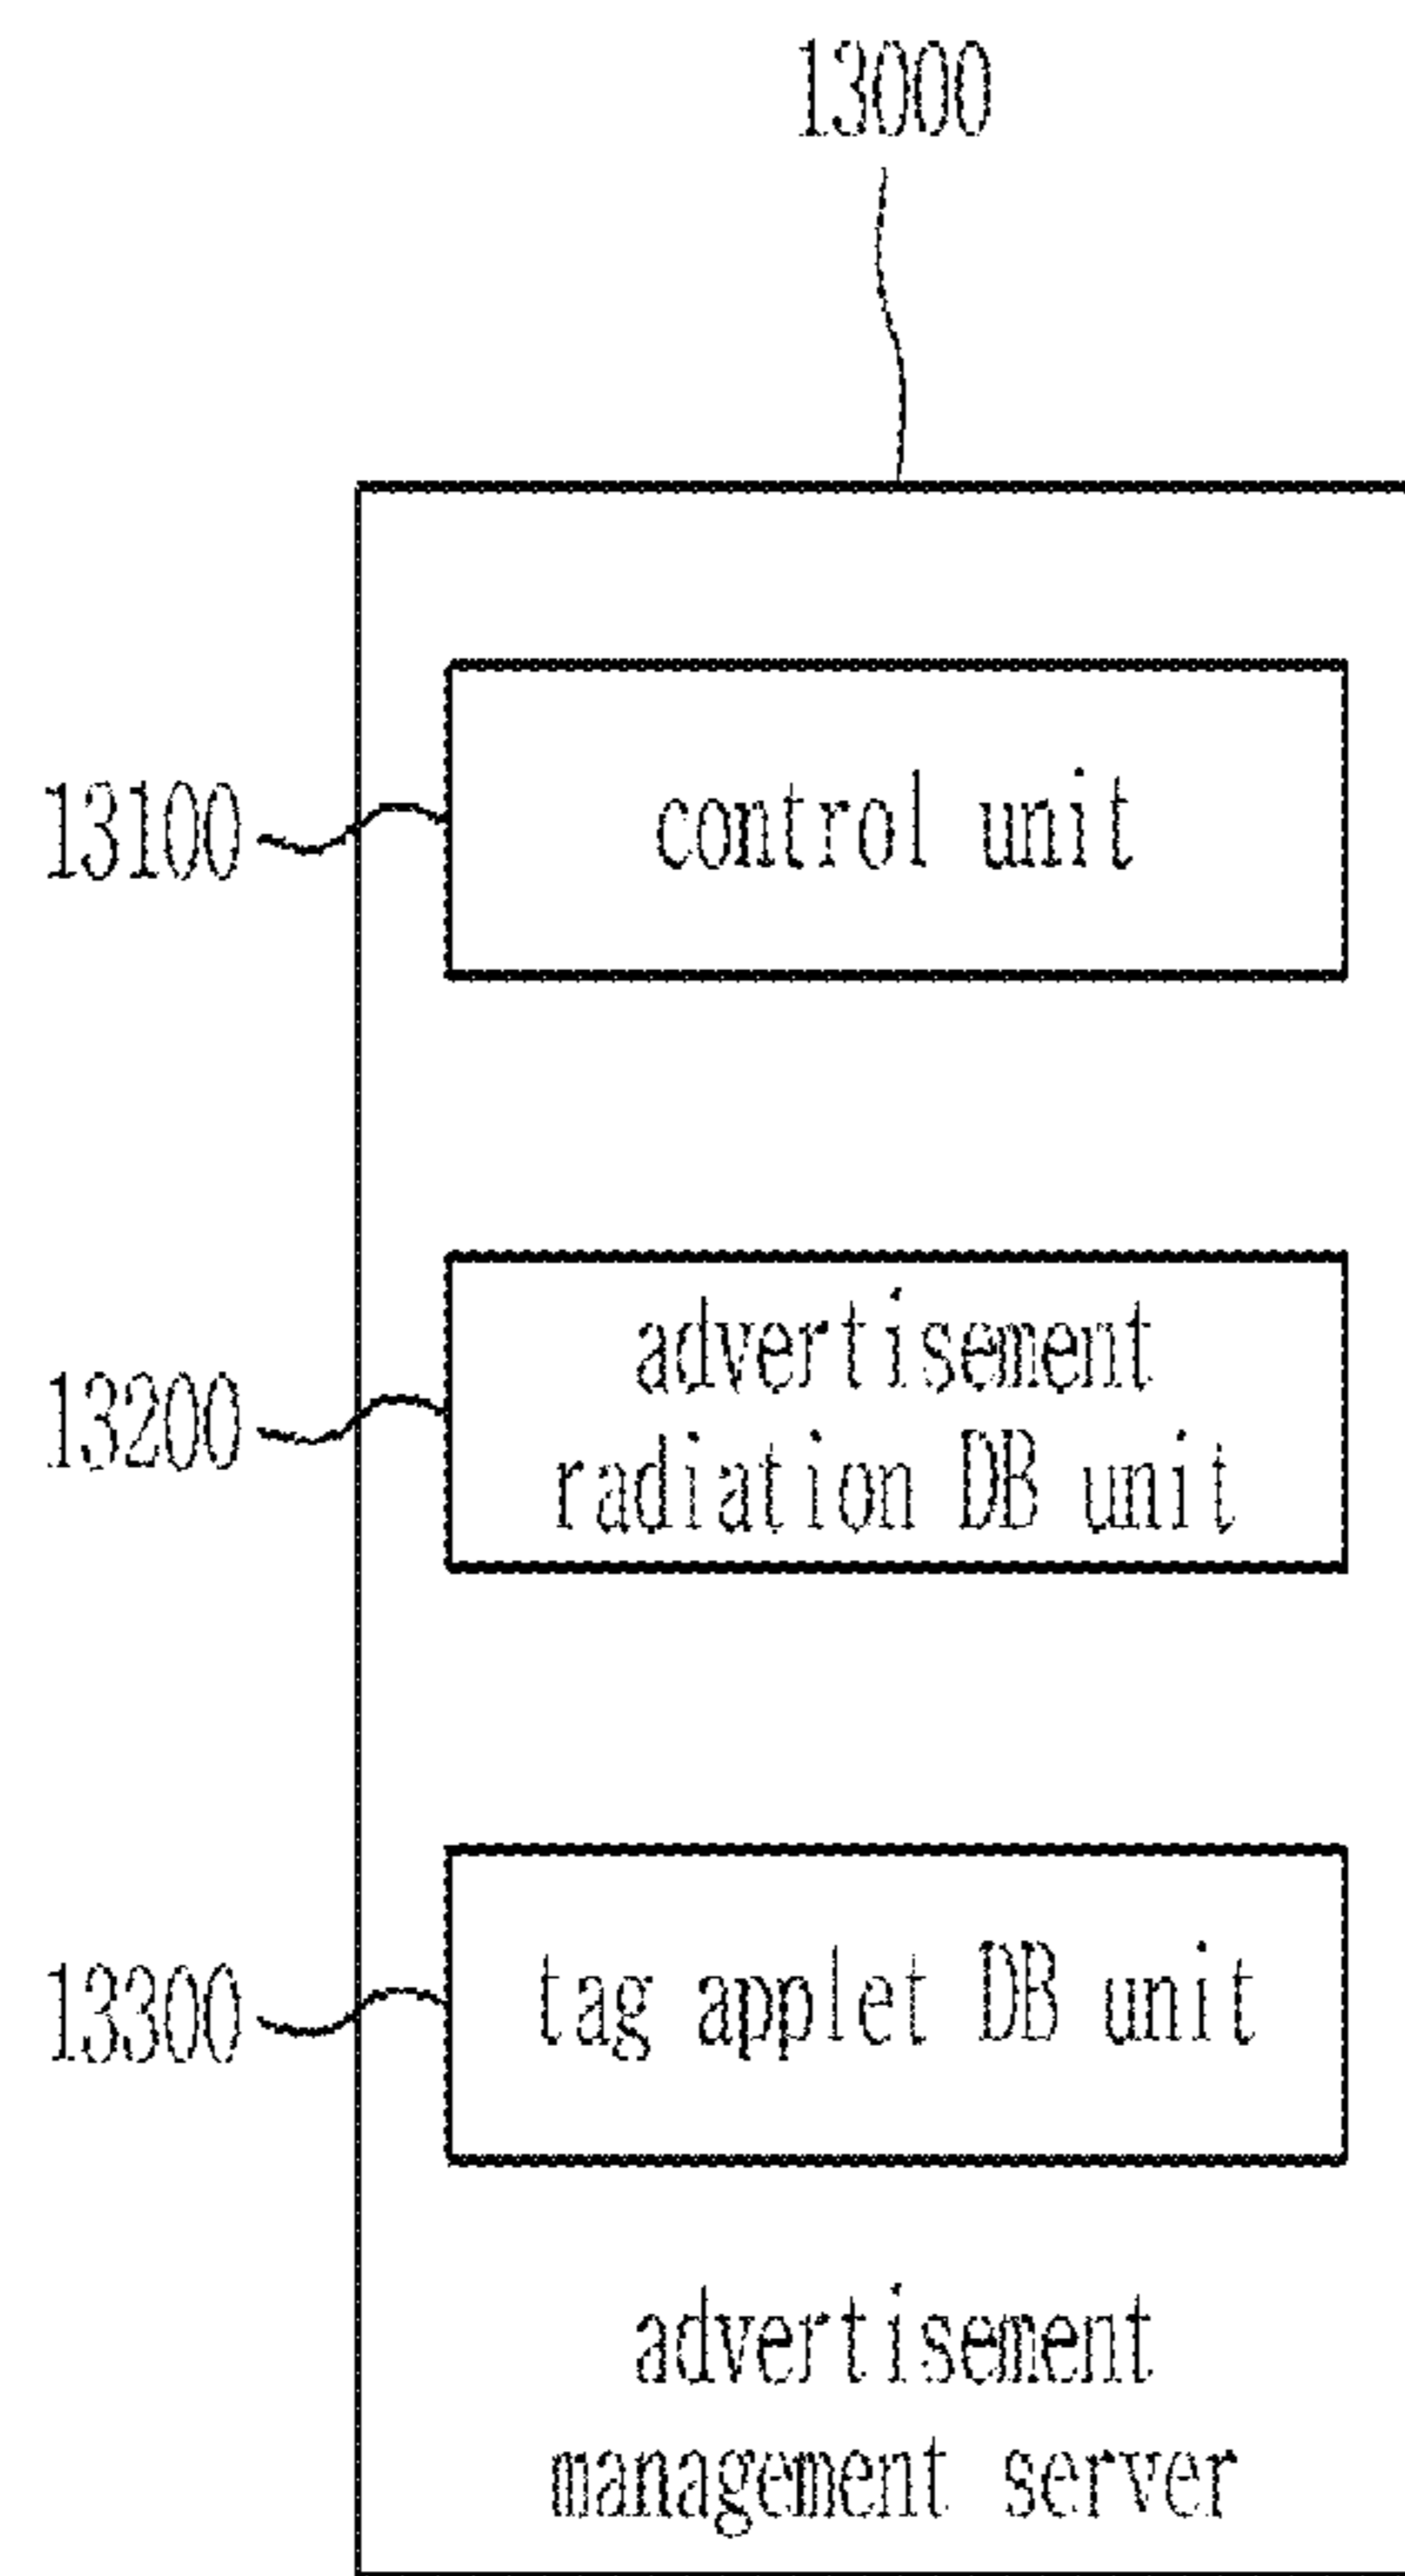 13000
13100
control unit
13200
advertisement
radiation DB unit
13300
tag applet DB unit
advertisement
management server